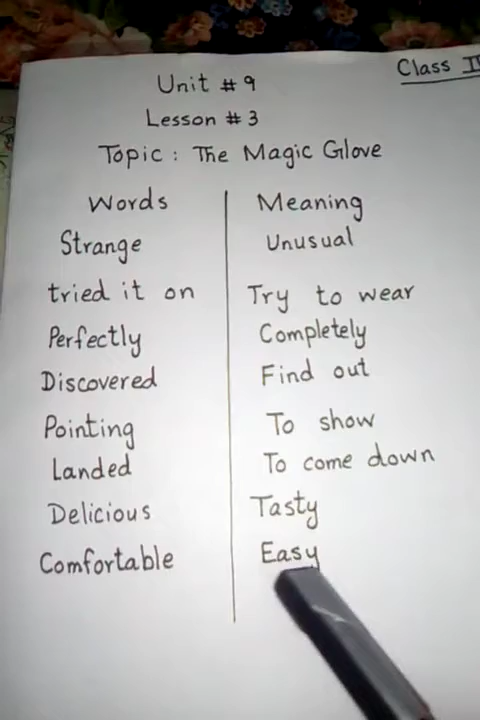 Class II
Unit # 9
Lesson # 3
Topic : The Magic Glove
Words Meaning
Strange Unusual
tried it on Try to wear
Perfectly Completely
Discovered Find out
Pointing To show
Landed To come down
Delicious Tasty
Comfortable Easy